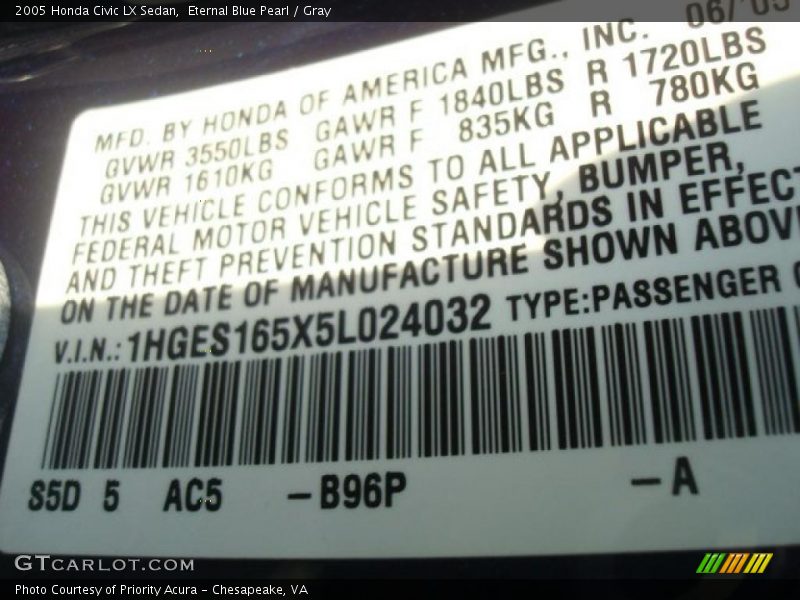 2005 Honda Civic LX Sedan, Eternal Blue Pearl / Gray
06/05
MFD. BY HONDA OF AMERICA MFG., INC.
GVWR 3550LBS GAWR F 1840LBS R 1720LBS
GVWR 1610KG GAWR F 835KG R 780KG
THIS VEHICLE CONFORMS TO ALL APPLICABLE
FEDERAL MOTOR VEHICLE SAFETY, BUMPER,
AND THEFT PREVENTION STANDARDS IN EFFECT
ON THE DATE OF MANUFACTURE SHOWN ABOV
V.I.N.: 1HGES165X5L024032 TYPE:PASSENGER
S5D 5 AC5 -B96P -A
GTCARLOT.COM
Photo Courtesy of Priority Acura - Chesapeake, VA